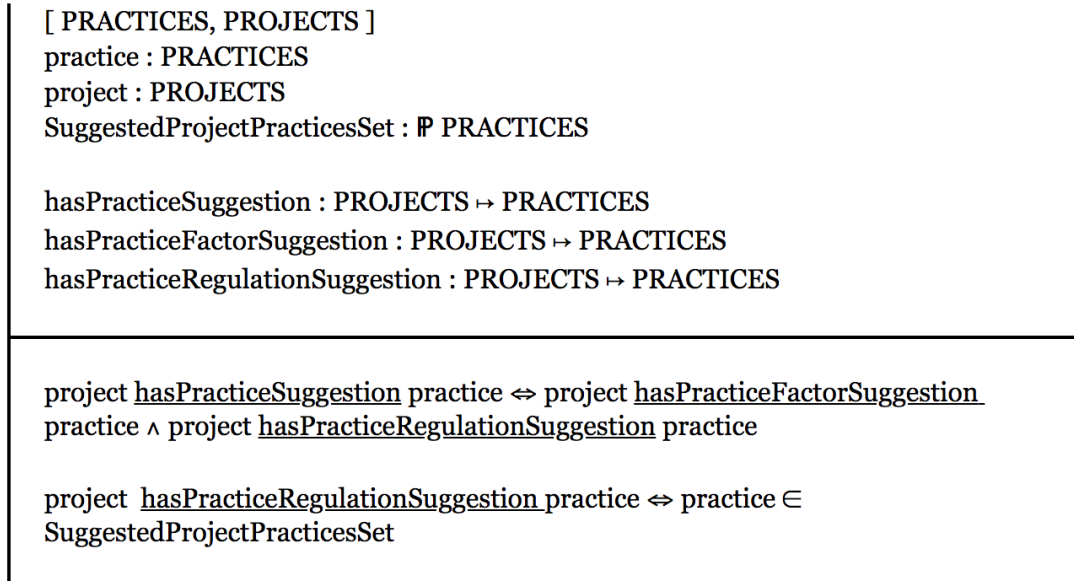 [ PRACTICES, PROJECTS ]
practice : PRACTICES
project : PROJECTS
SuggestedProjectPracticesSet : ℙ PRACTICES
hasPracticeSuggestion : PROJECTS ↦ PRACTICES
hasPracticeFactorSuggestion : PROJECTS ↦ PRACTICES
hasPracticeRegulationSuggestion : PROJECTS ↦ PRACTICES
project hasPracticeSuggestion practice ⇔ project hasPracticeFactorSuggestion
practice ∧ project hasPracticeRegulationSuggestion practice
project hasPracticeRegulationSuggestion practice ⇔ practice ∈
SuggestedProjectPracticesSet